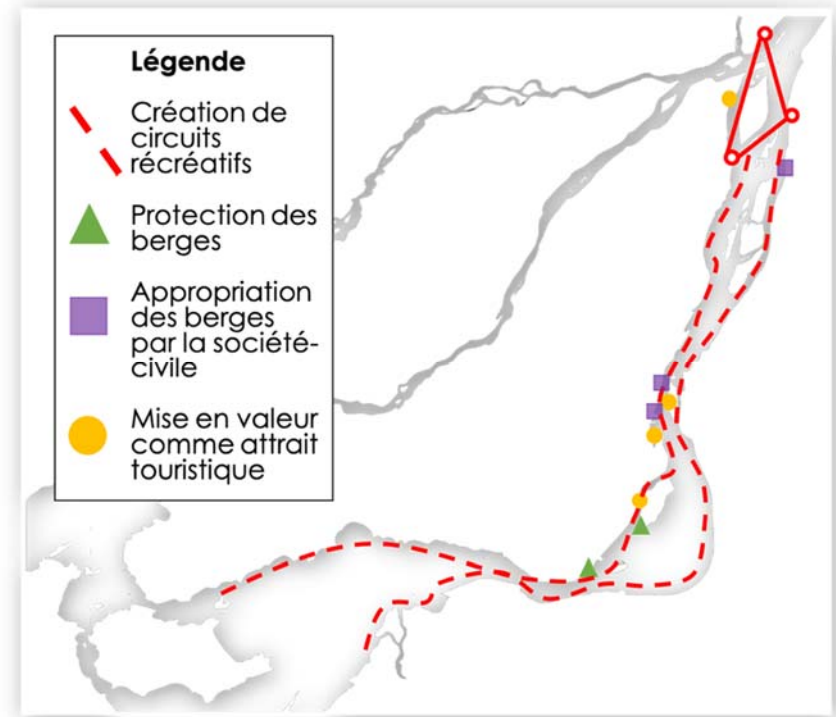 Légende
Création de
circuits
récréatifs
Protection des
berges
Appropriation
des berges
par la société-
civile
Mise en valeur
comme attrait
touristique